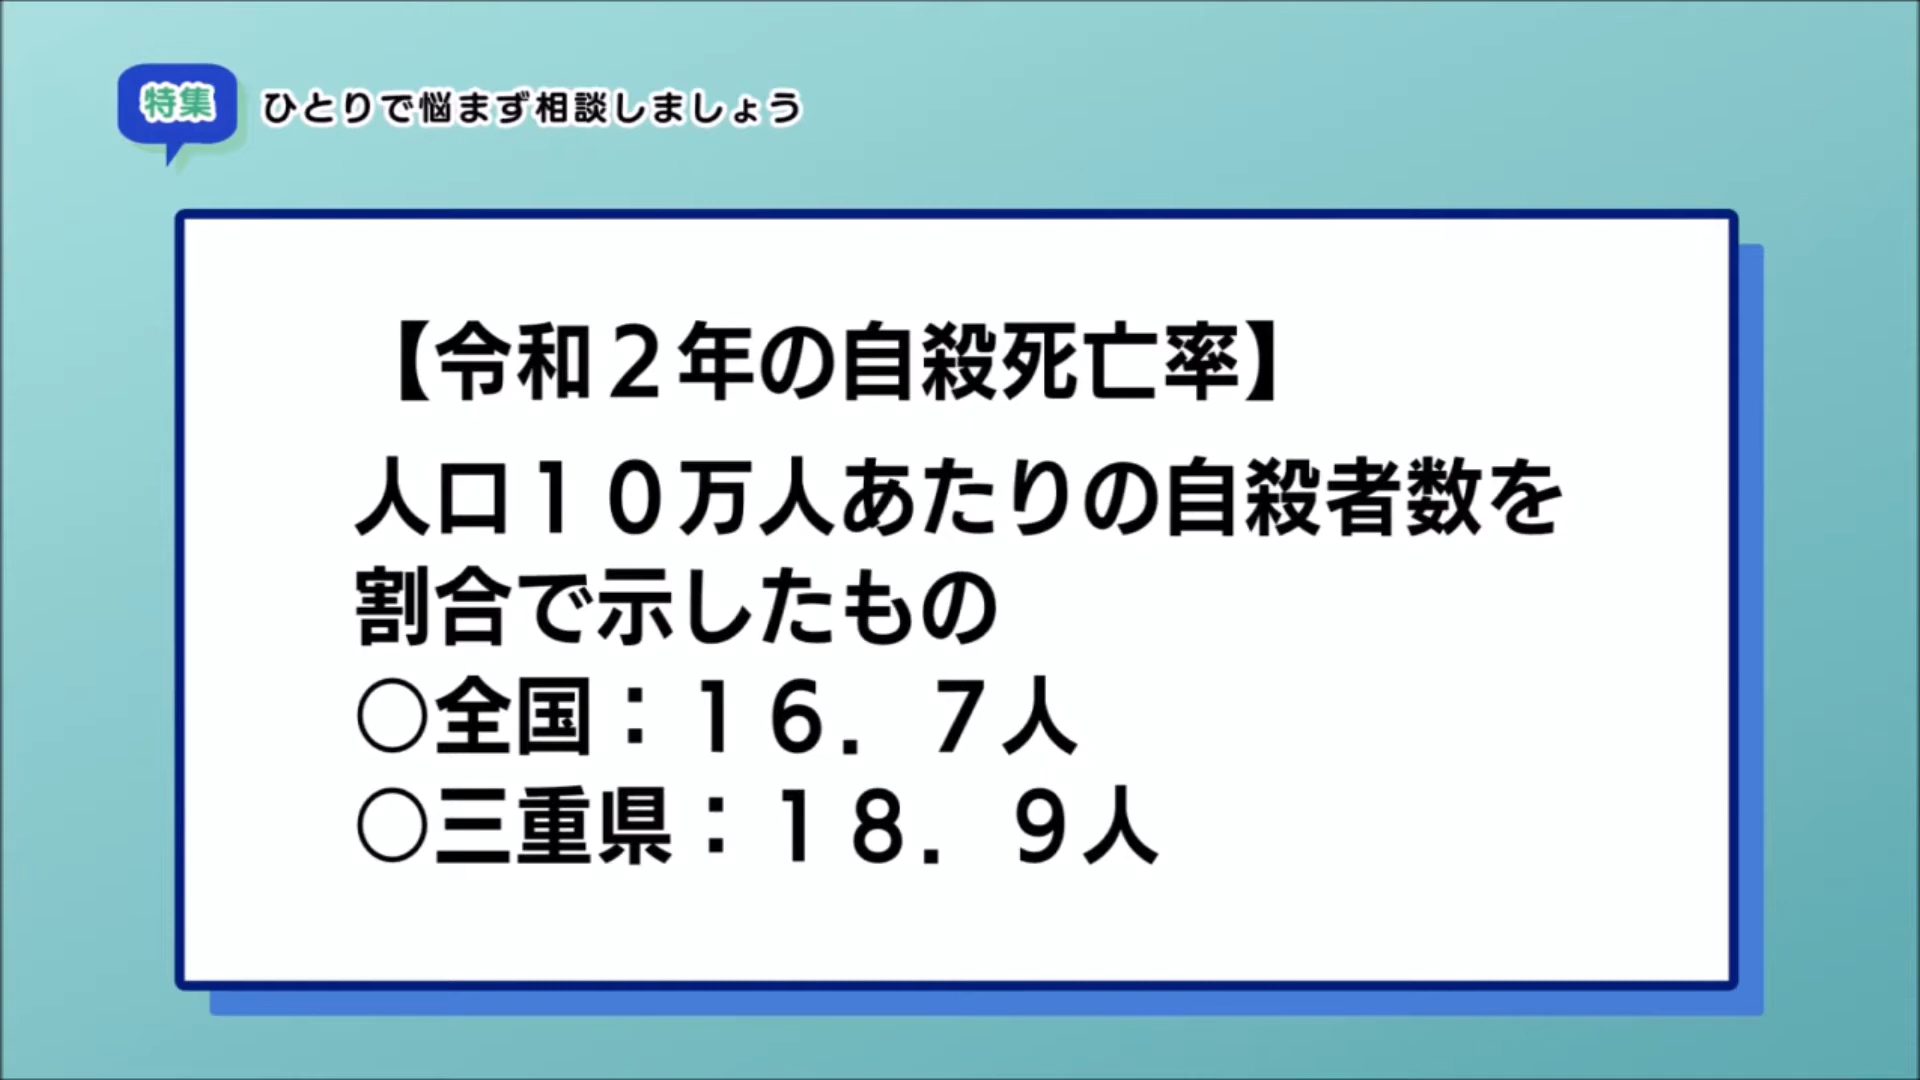 特集
ひとりで悩まず相談しましょう
【令和２年の自殺死亡率】
人口１０万人あたりの自殺者数を
割合で示したもの
○全国：１６．７人
○三重県：１８．９人